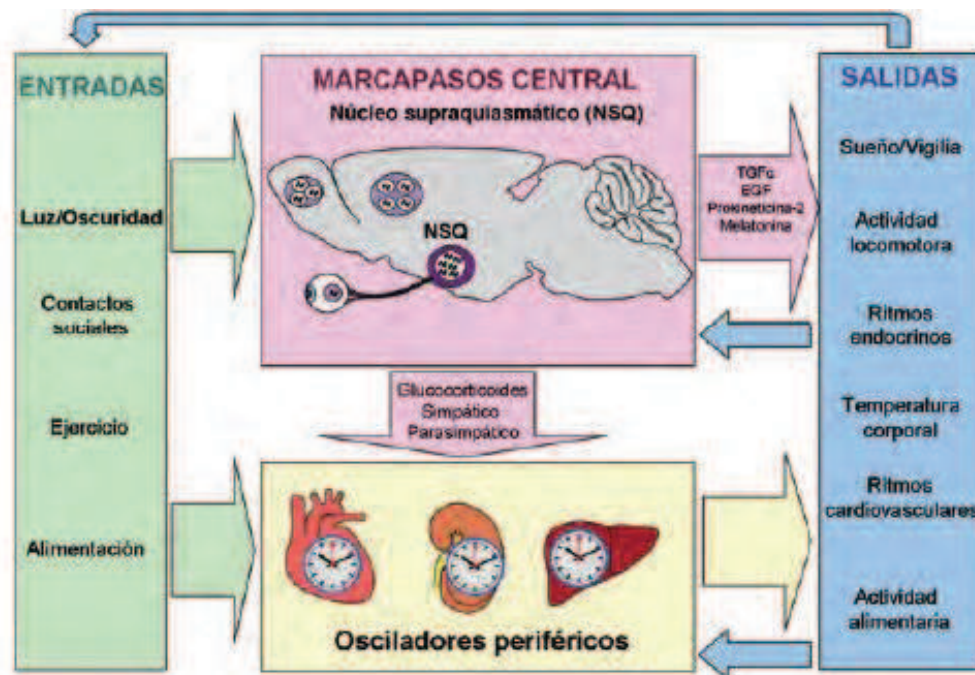 ENTRADAS
Luz/Oscuridad
Contactos
sociales
Ejercicio
Alimentación
MARCAPASOS CENTRAL
Núcleo supraquiasmático (NSQ)
NSQ
TGFα
EGF
Prokineticina-2
Melatonina
Glucocorticoides
Simpático
Parasimpático
Osciladores periféricos
SALIDAS
Sueño/Vigilia
Actividad
locomotora
Ritmos
endocrinos
Temperatura
corporal
Ritmos
cardiovasculares
Actividad
alimentaria